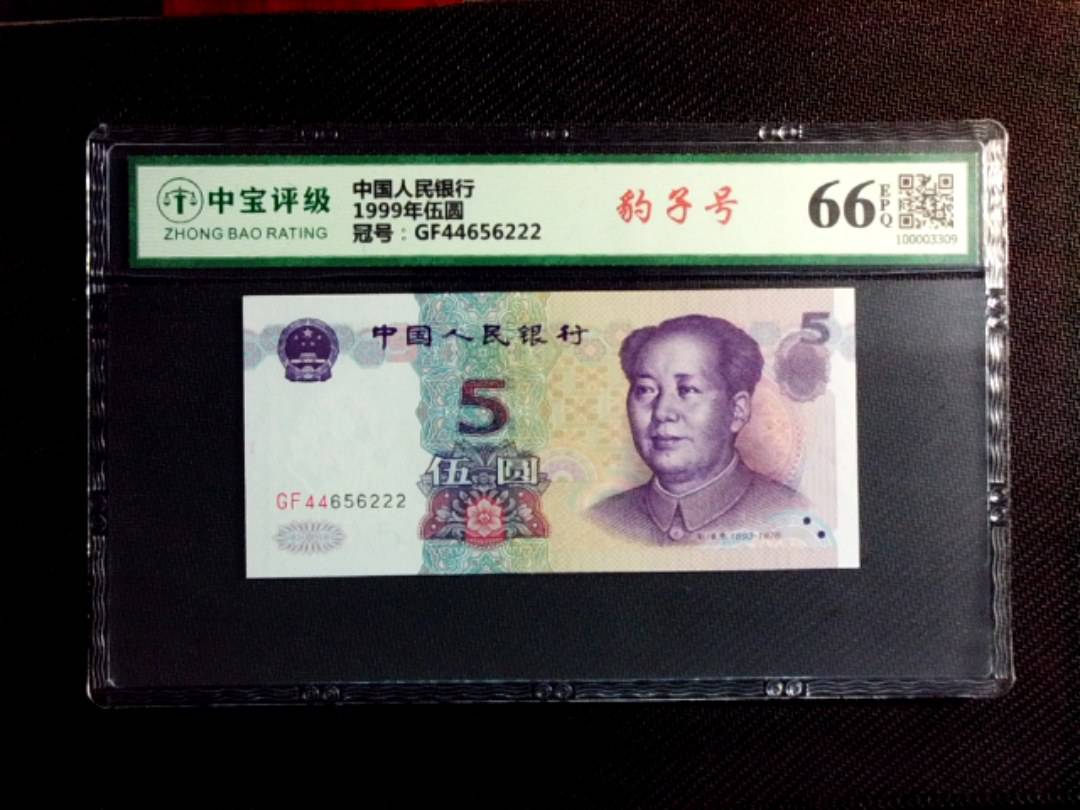 中宝评级
ZHONG BAO RATING
中国人民银行
1999年伍圆
冠号：GF44656222
豹子号
66
EPQ
100003309
中国人民银行
5
5
伍圆
GF44656222
1893-1976